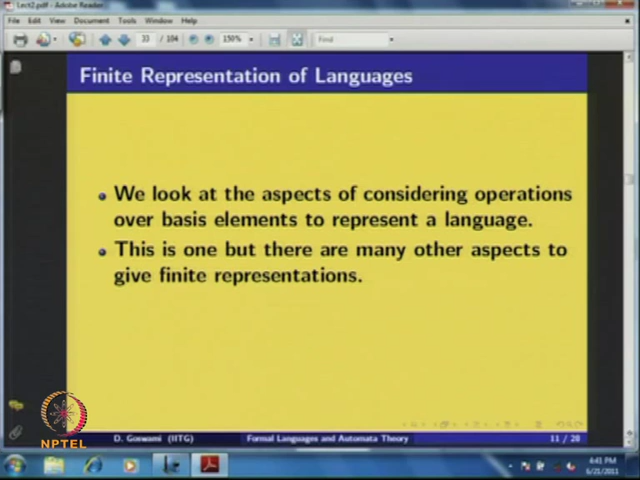 Lect2.pdf - Adobe Reader
File Edit View Document Tools Window Help
33 / 104 150% Find
Finite Representation of Languages
We look at the aspects of considering operations
over basis elements to represent a language.
This is one but there are many other aspects to
give finite representations.
NPTEL
D. Goswami (IITG) Formal Languages and Automata Theory 11 / 28
4:41 PM
6/21/2011